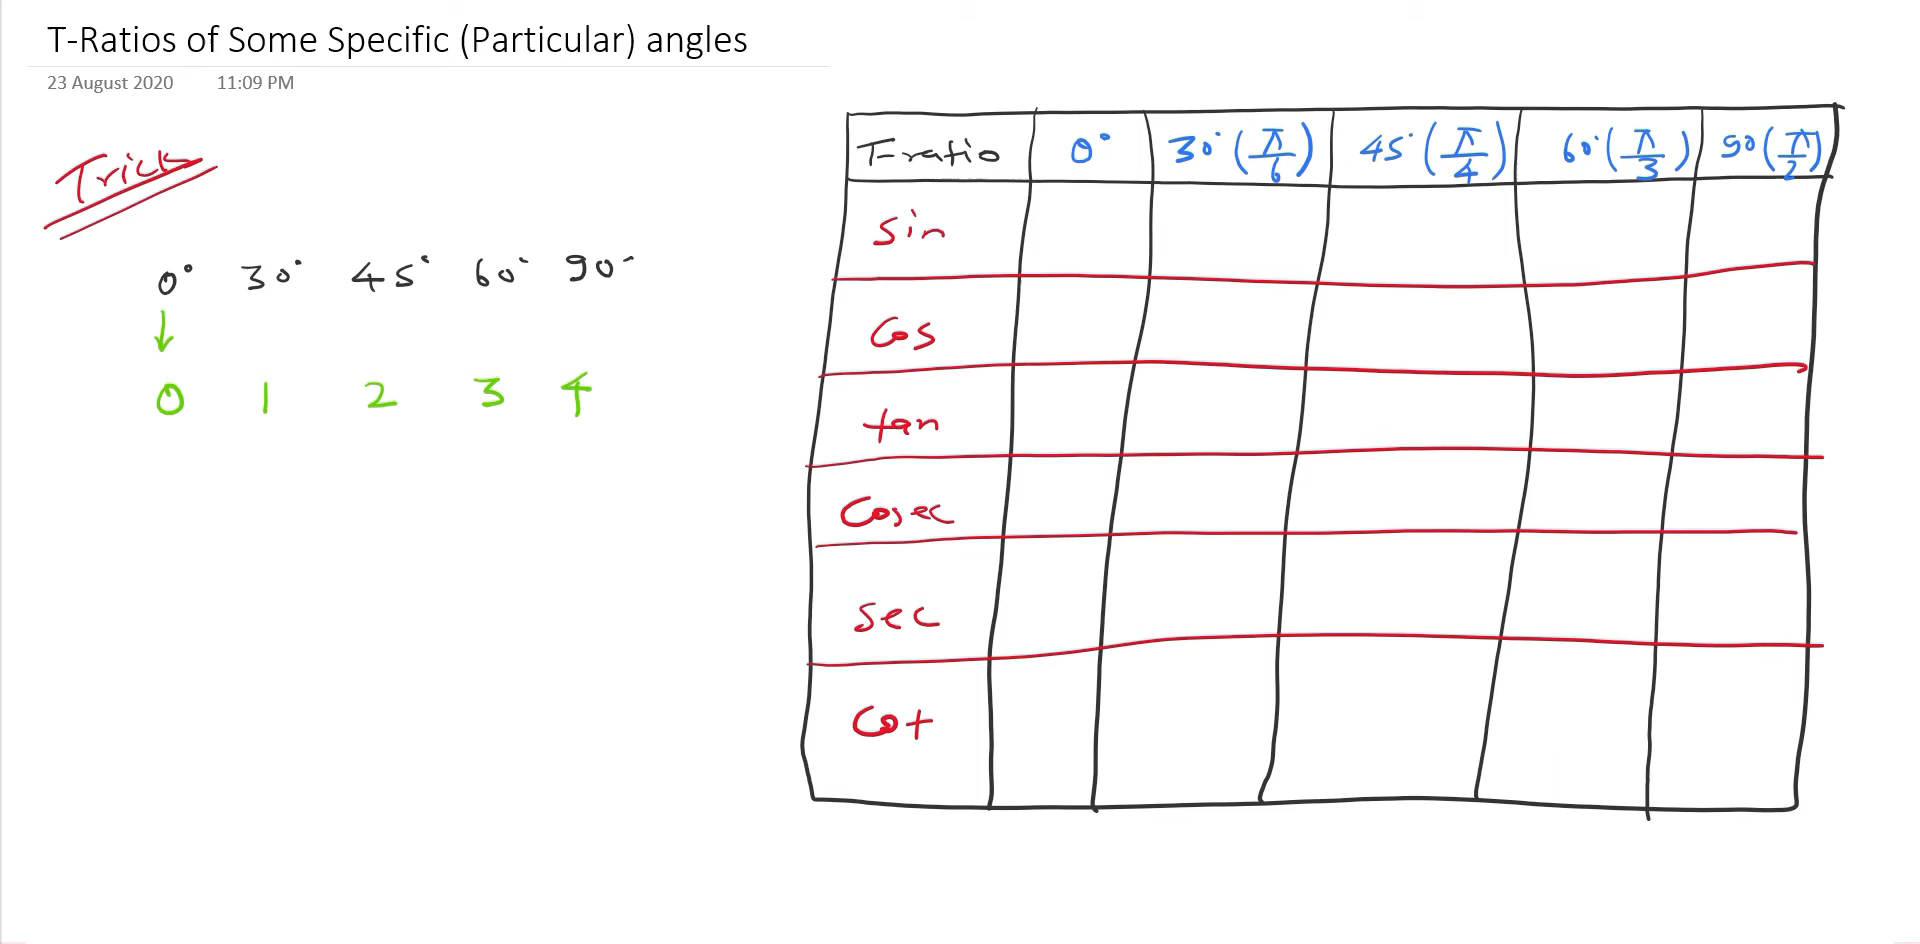 T-Ratios of Some Specific (Particular) angles
23 August 2020 11:09 PM
Trick
0° 30° 45° 60° 90°
↓
0 1 2 3 4
T-ratio 0° 30° (π/6) 45° (π/4) 60° (π/3) 90 (π/2)
sin
Cos
tan
Cosec
Sec
Cot